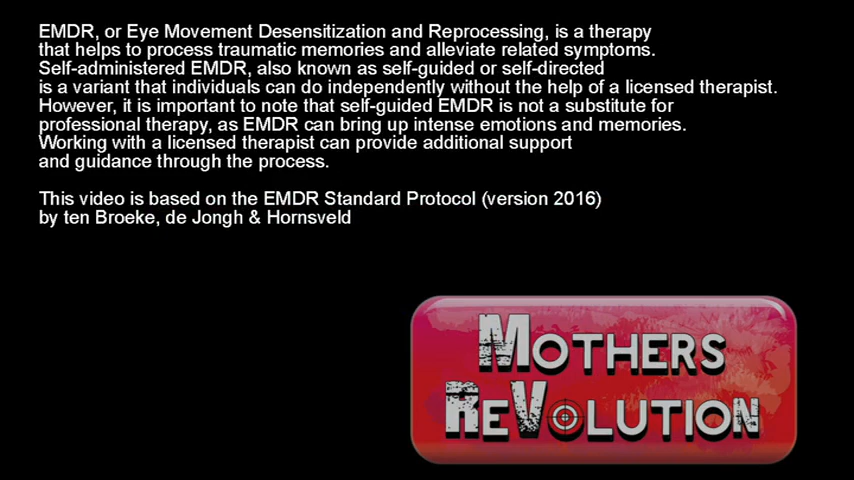 EMDR, or Eye Movement Desensitization and Reprocessing, is a therapy
that helps to process traumatic memories and alleviate related symptoms.
Self-administered EMDR, also known as self-guided or self-directed
is a variant that individuals can do independently without the help of a licensed therapist.
However, it is important to note that self-guided EMDR is not a substitute for
professional therapy, as EMDR can bring up intense emotions and memories.
Working with a licensed therapist can provide additional support
and guidance through the process.
This video is based on the EMDR Standard Protocol (version 2016)
by ten Broeke, de Jongh & Hornsveld
MOTHERS
REVOLUTION